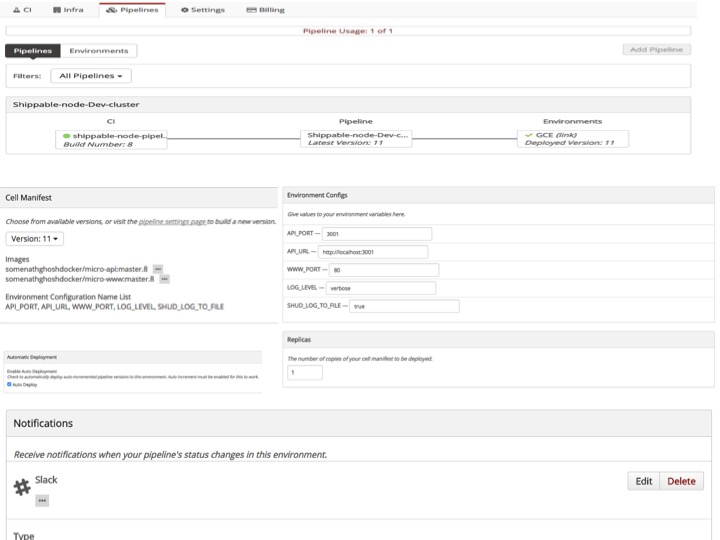 CI Infra Pipelines Settings Billing
Pipeline Usage: 1 of 1
Pipelines Environments Add Pipeline
Filters: All Pipelines
Shippable-node-Dev-cluster
CI Pipeline Environments
shippable-node-pipel.. Shippable-node-Dev-c... GCE (link)
Build Number: 8 Latest Version: 11 Deployed Version: 11
Cell Manifest
Choose from available versions, or visit the pipeline settings page to build a new version.
Version: 11
Images
somenathghoshdocker/micro-api:master.8 ...
somenathghoshdocker/micro-www:master.8 ...
Environment Configuration Name List
API_PORT, API_URL, WWW_PORT, LOG_LEVEL, SHUD_LOG_TO_FILE
Environment Configs
Give values to your environment variables here.
API_PORT — 3001
API_URL — http://localhost:3001
WWW_PORT — 80
LOG_LEVEL — verbose
SHUD_LOG_TO_FILE — true
Automatic Deployment
Enable Auto Deployment
Check to automatically deploy auto-incremented pipeline versions to this environment. Auto increment must be enabled for this to work.
Auto Deploy
Replicas
The number of copies of your cell manifest to be deployed.
1
Notifications
Receive notifications when your pipeline's status changes in this environment.
Slack Edit Delete
...
Type